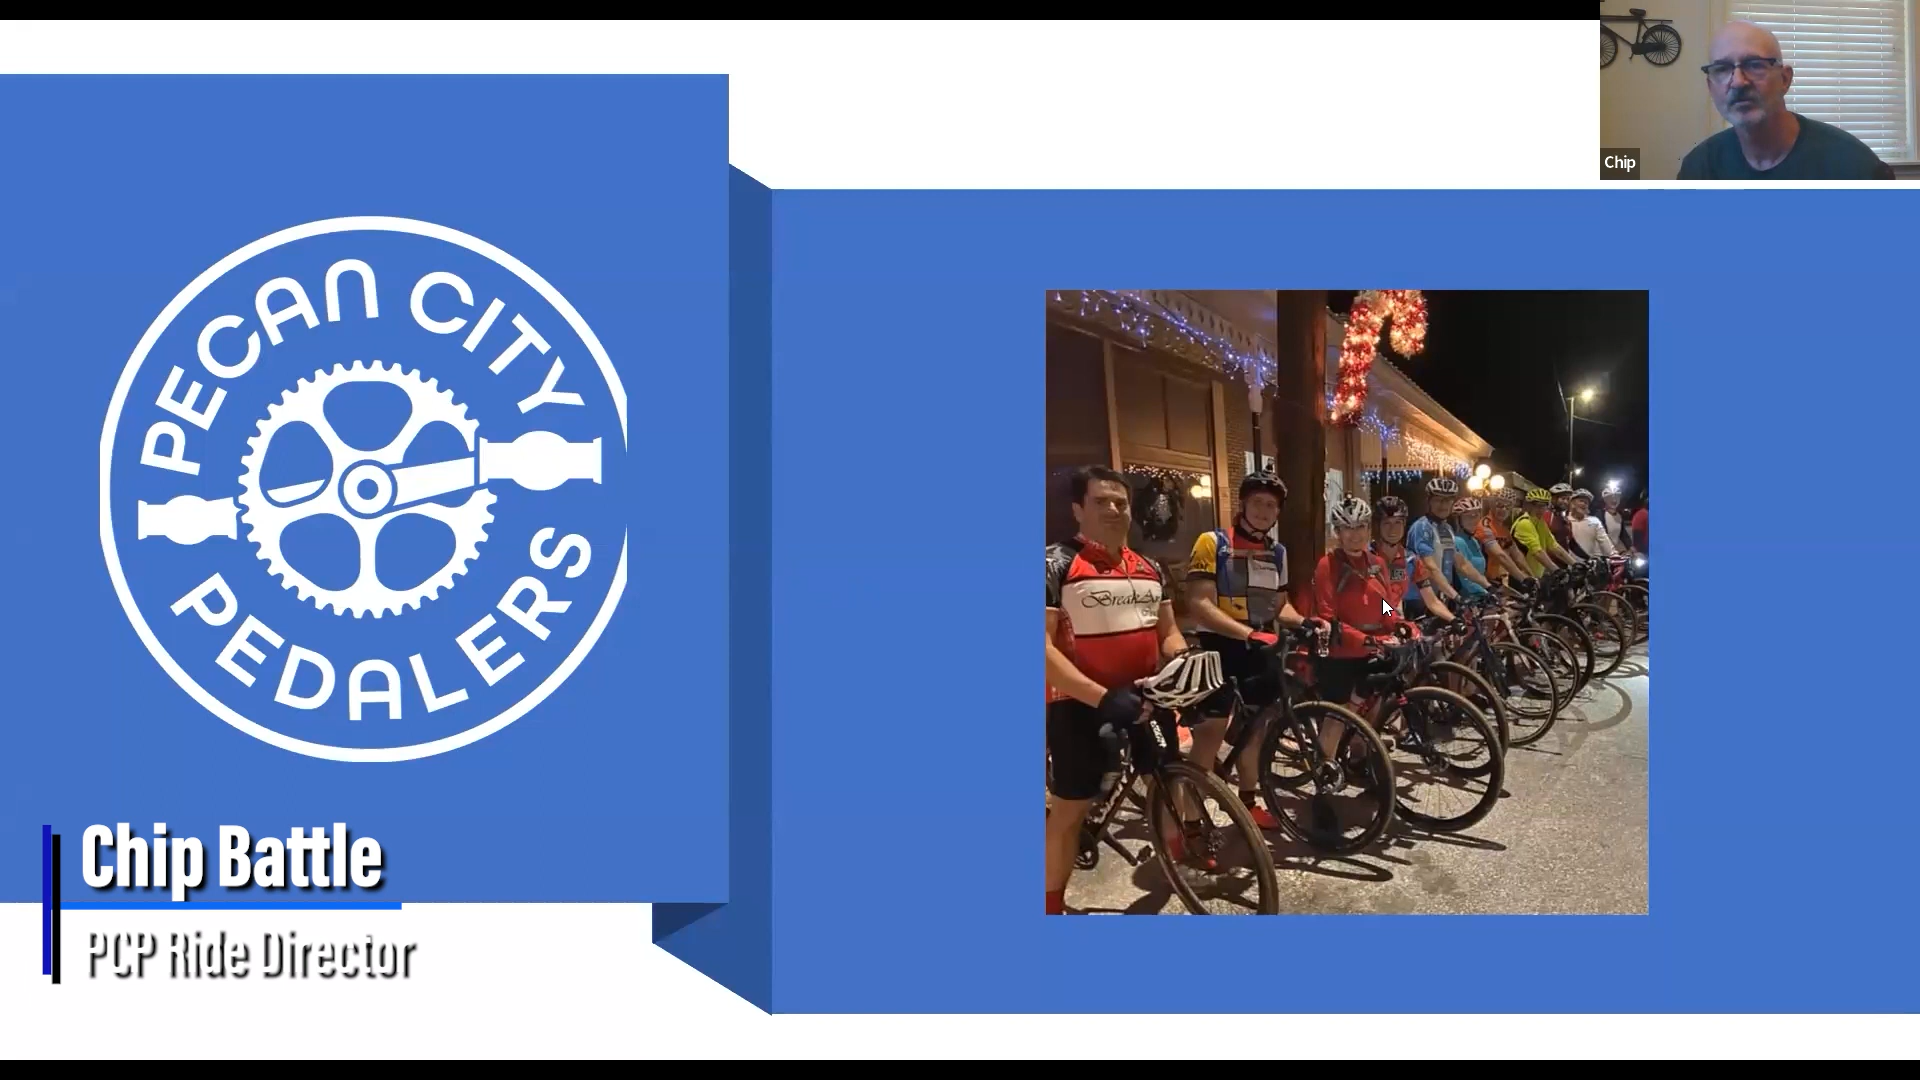 PECAN CITY
PEDALERS
Chip Battle
PCP Ride Director
Chip